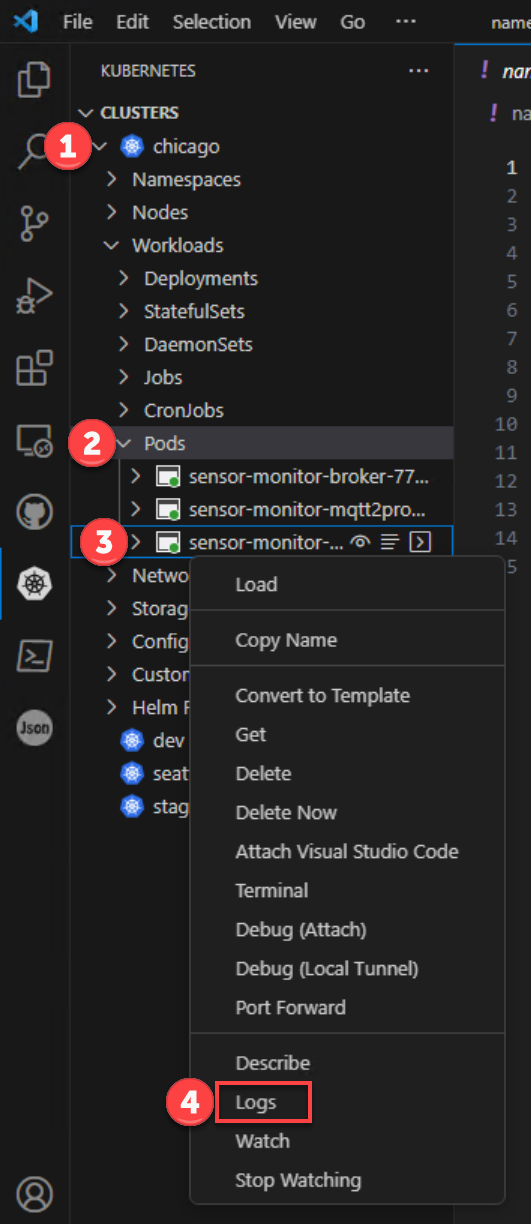 File Edit Selection View Go ··· name
KUBERNETES ··· ! nam
CLUSTERS ! na
1 chicago
Namespaces 1
Nodes 2
Workloads 3
Deployments 4
StatefulSets 5
DaemonSets 6
Jobs 7
CronJobs 8
2 Pods 9
10
sensor-monitor-broker-77... 11
sensor-monitor-mqtt2pro... 12
13
3 sensor-monitor-... 14
Netwo 5
Load
Storag
Copy Name
Config
Custon
Convert to Template
Helm F
Get
dev
Delete
seat
stag
Delete Now
Attach Visual Studio Code
Terminal
Debug (Attach)
Debug (Local Tunnel)
Port Forward
Describe
4 Logs
Watch
Stop Watching
Json